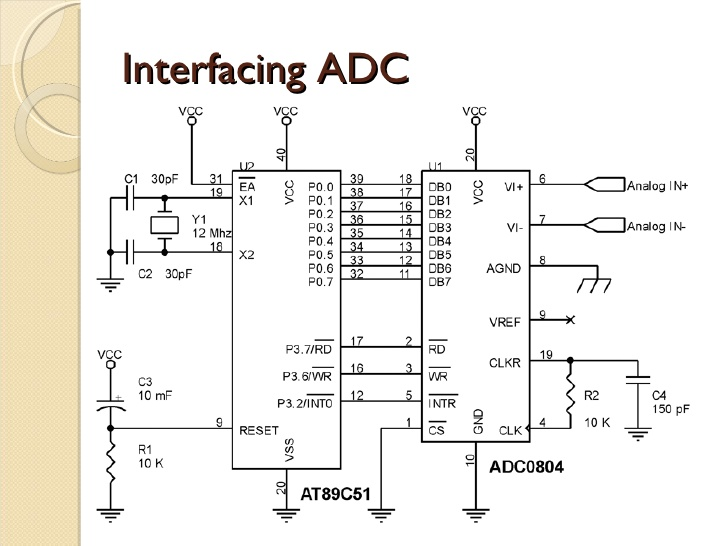 Interfacing ADC
VCC VCC VCC
U2 U1
40 20
C1 30pF 31 EA VCC P0.0 39 18 DB0 VCC VI+ 6 Analog IN+
19 X1 P0.1 38 17 DB1
P0.2 37 16 DB2
Y1 P0.3 36 15 DB3 VI- 7 Analog IN-
12 Mhz P0.4 35 14 DB4
18 X2 P0.5 34 13 DB5
C2 30pF P0.6 33 12 DB6 AGND 8
P0.7 32 11 DB7
VREF 9
P3.7/RD 17 2 RD
VCC CLKR 19
P3.6/WR 16 3 WR
C3 R2 C4
10 mF P3.2/INT0 12 5 INTR 150 pF
9 RESET 1 CS GND CLK 4 10 K
R1 VSS
10 K 10 ADC0804
20 AT89C51